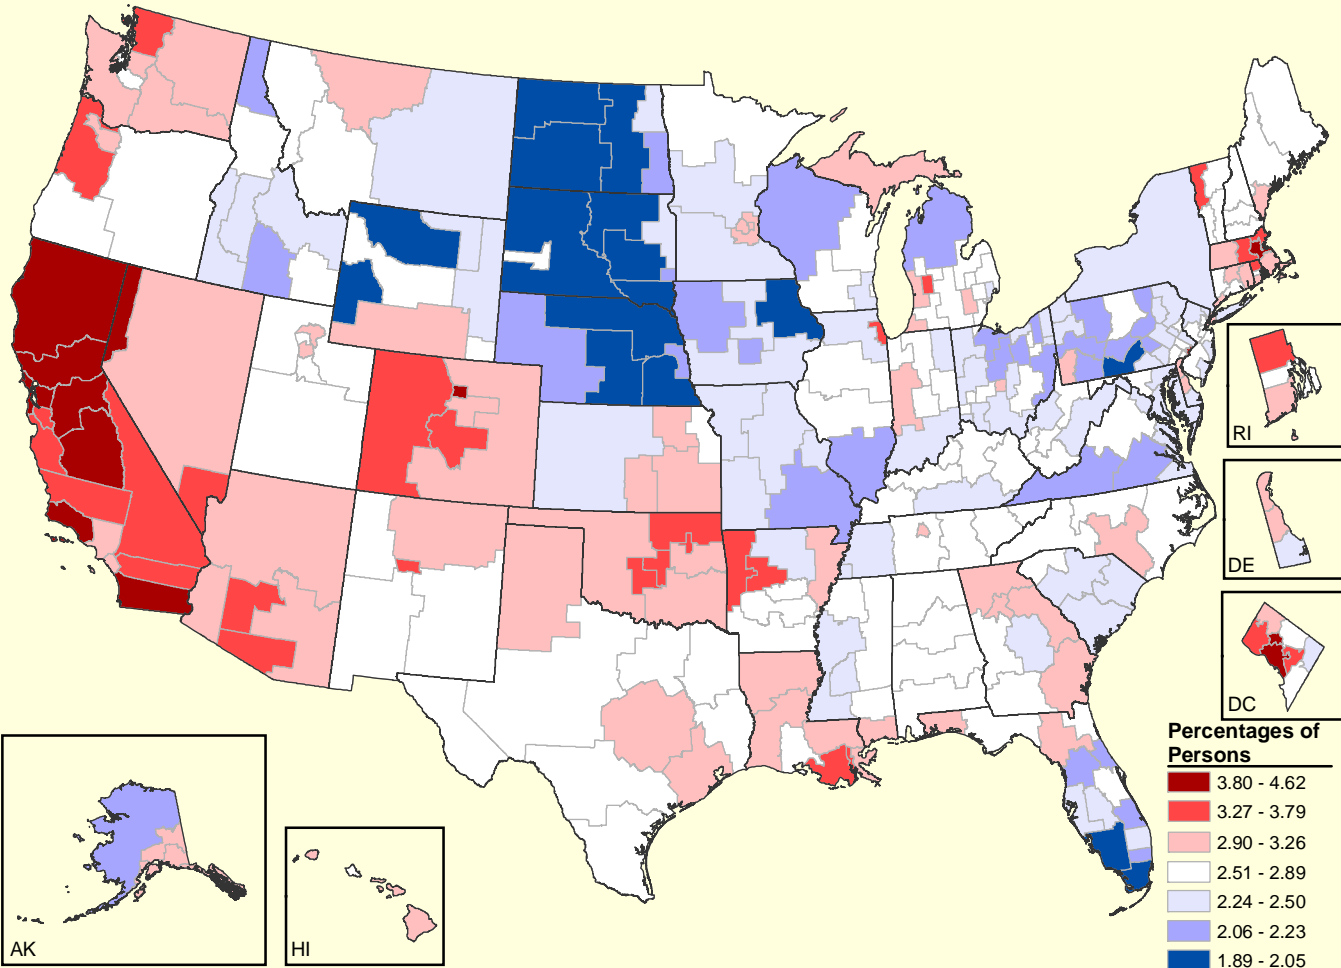 RI
DE
DC
AK
HI
Percentages of
Persons
3.80 - 4.62
3.27 - 3.79
2.90 - 3.26
2.51 - 2.89
2.24 - 2.50
2.06 - 2.23
1.89 - 2.05